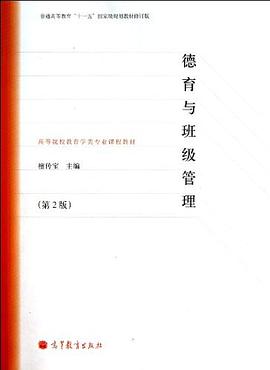 普通高等教育“十一五”国家级规划教材修订版
德育与班级管理
高等院校教育学类专业课程教材
檀传宝 主编
(第2版)
高等教育出版社